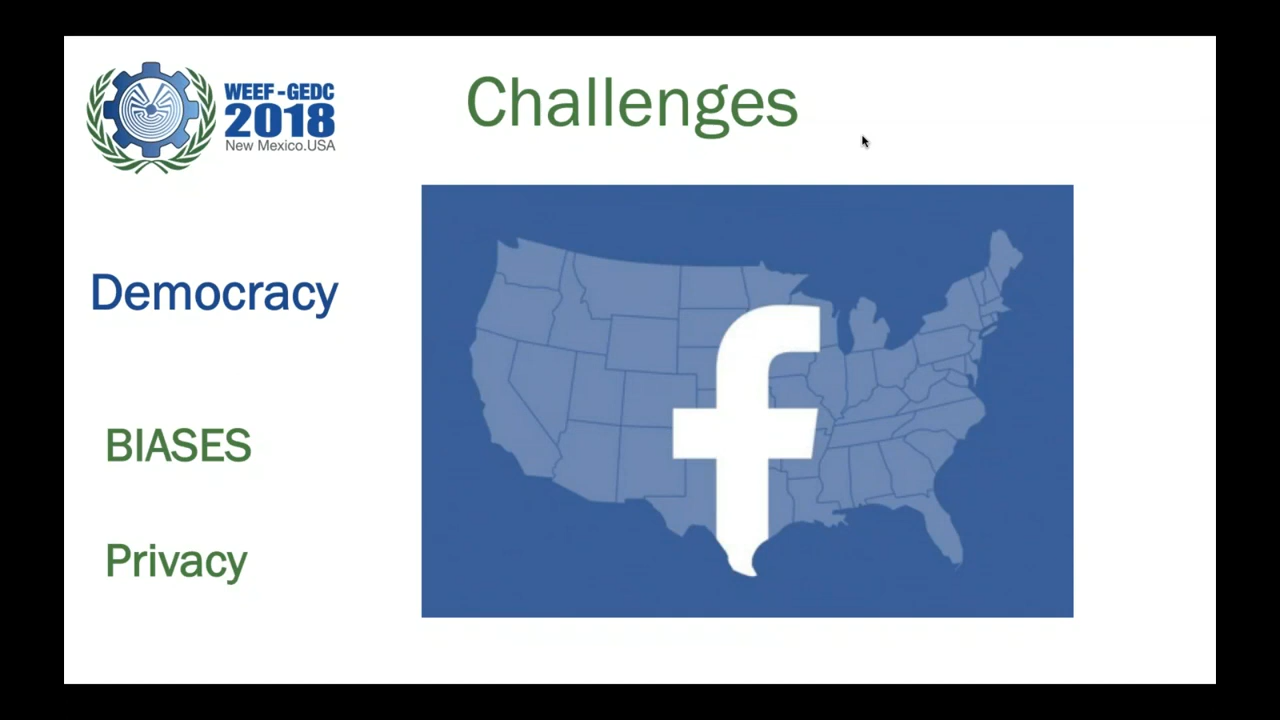 WEEF-GEDC
2018
New Mexico.USA
Challenges
Democracy
BIASES
Privacy
f